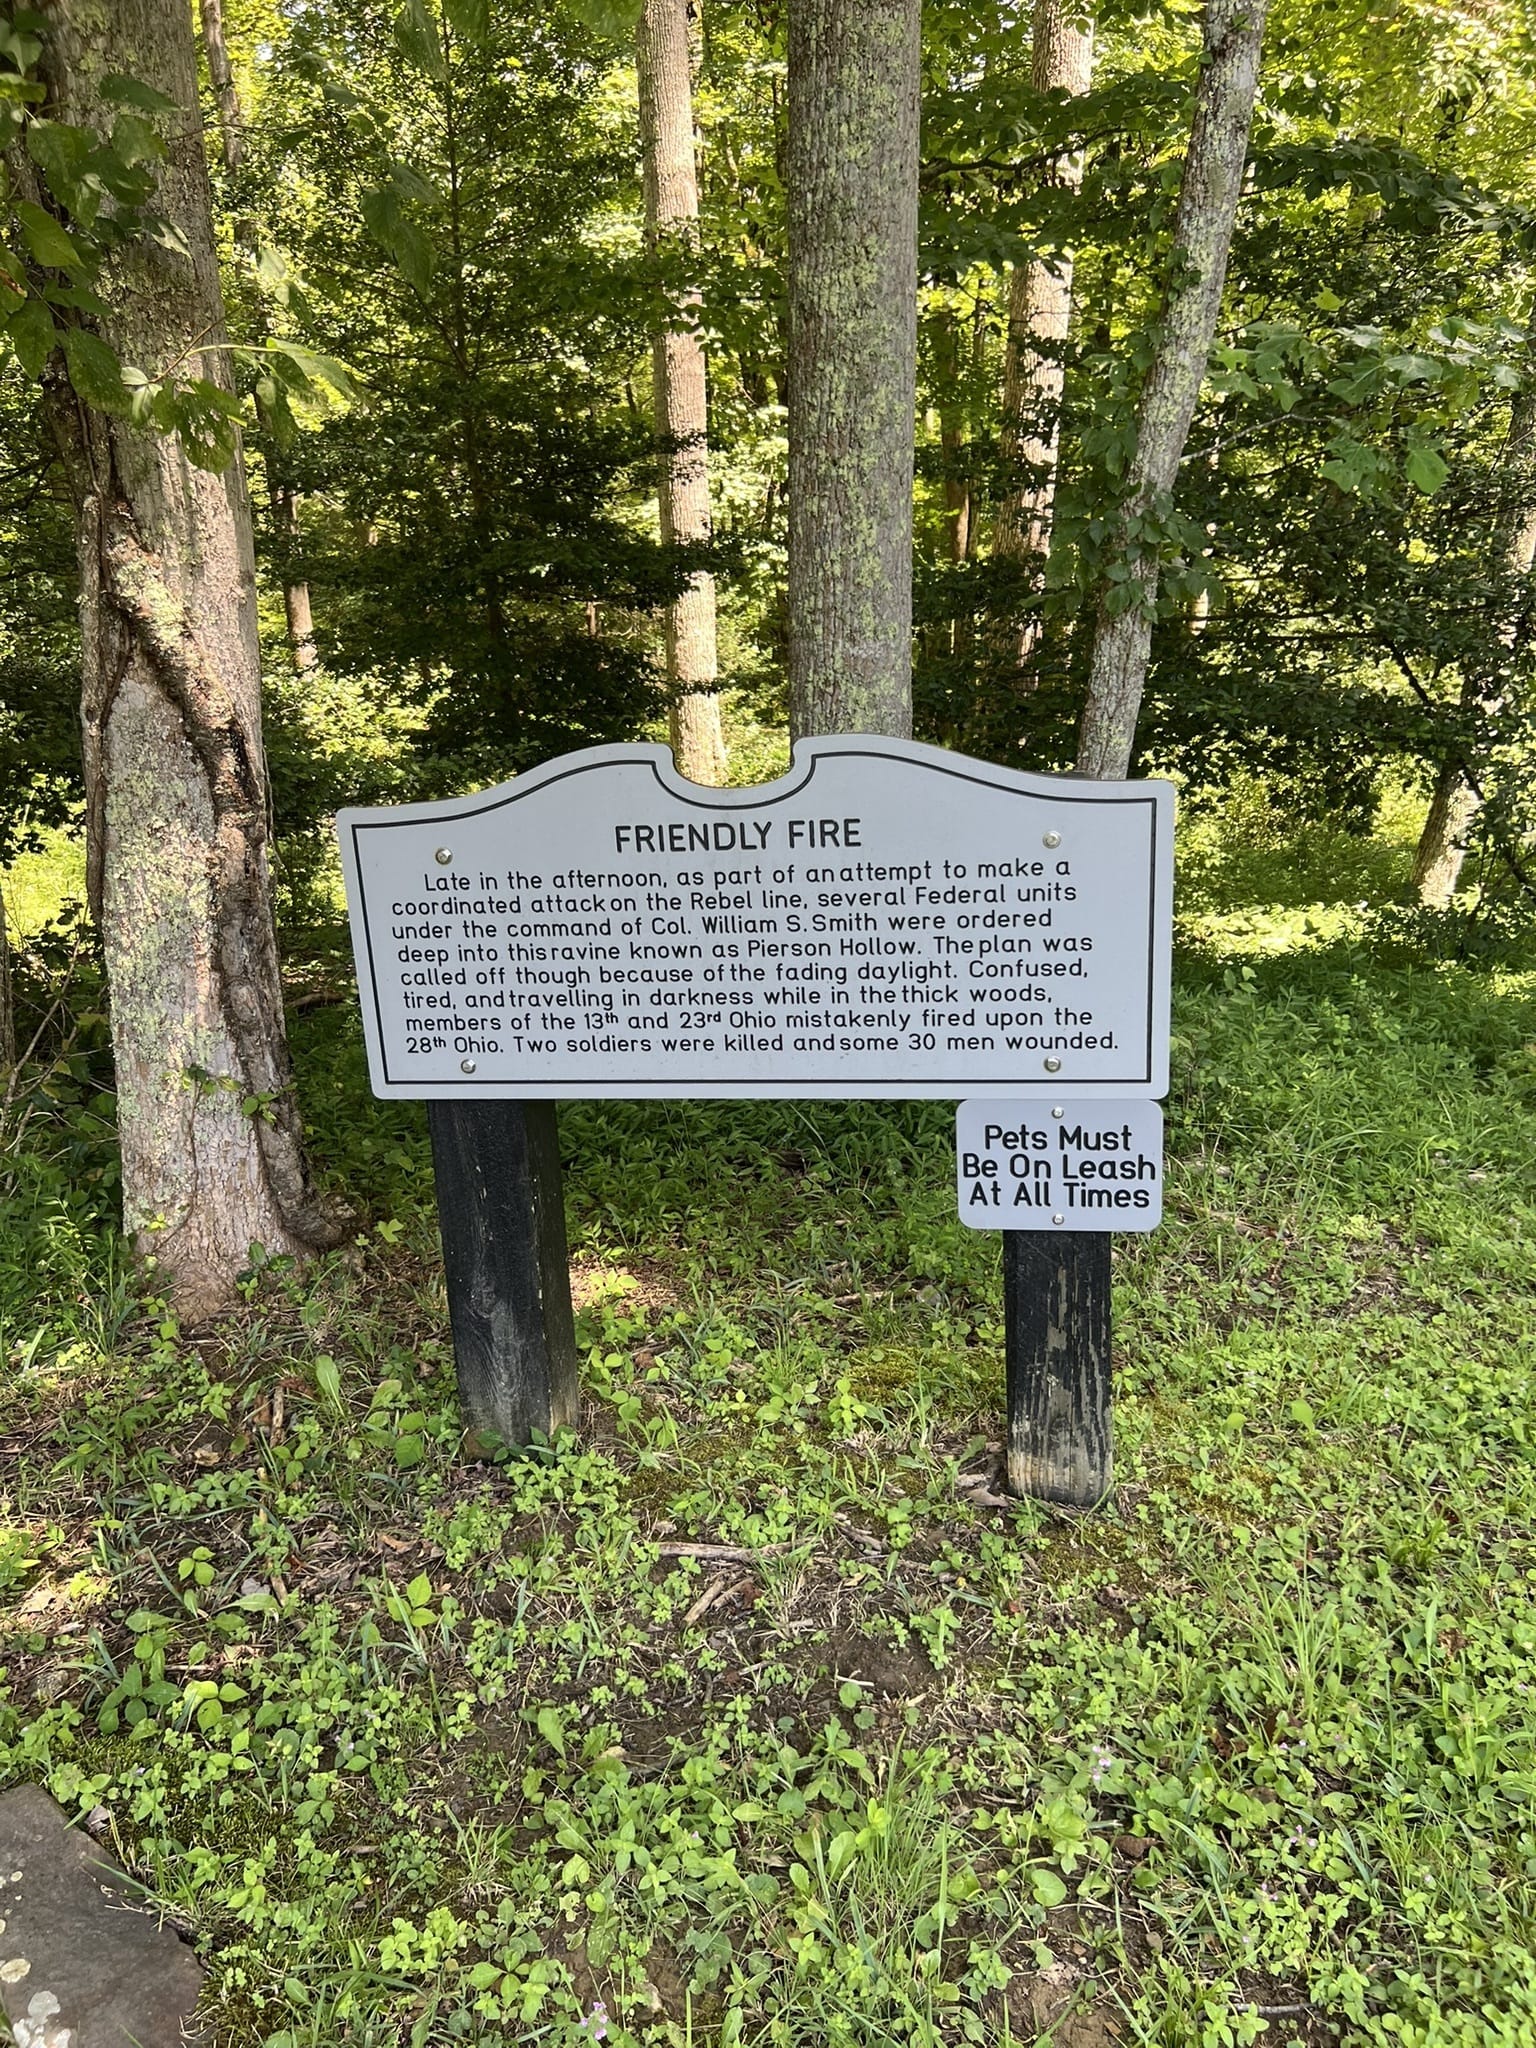 FRIENDLY FIRE
Late in the afternoon, as part of an attempt to make a
coordinated attack on the Rebel line, several Federal units
under the command of Col. William S. Smith were ordered
deep into this ravine known as Pierson Hollow. The plan was
called off though because of the fading daylight. Confused,
tired, and travelling in darkness while in the thick woods,
members of the 13th and 23rd Ohio mistakenly fired upon the
28th Ohio. Two soldiers were killed and some 30 men wounded.
Pets Must
Be On Leash
At All Times